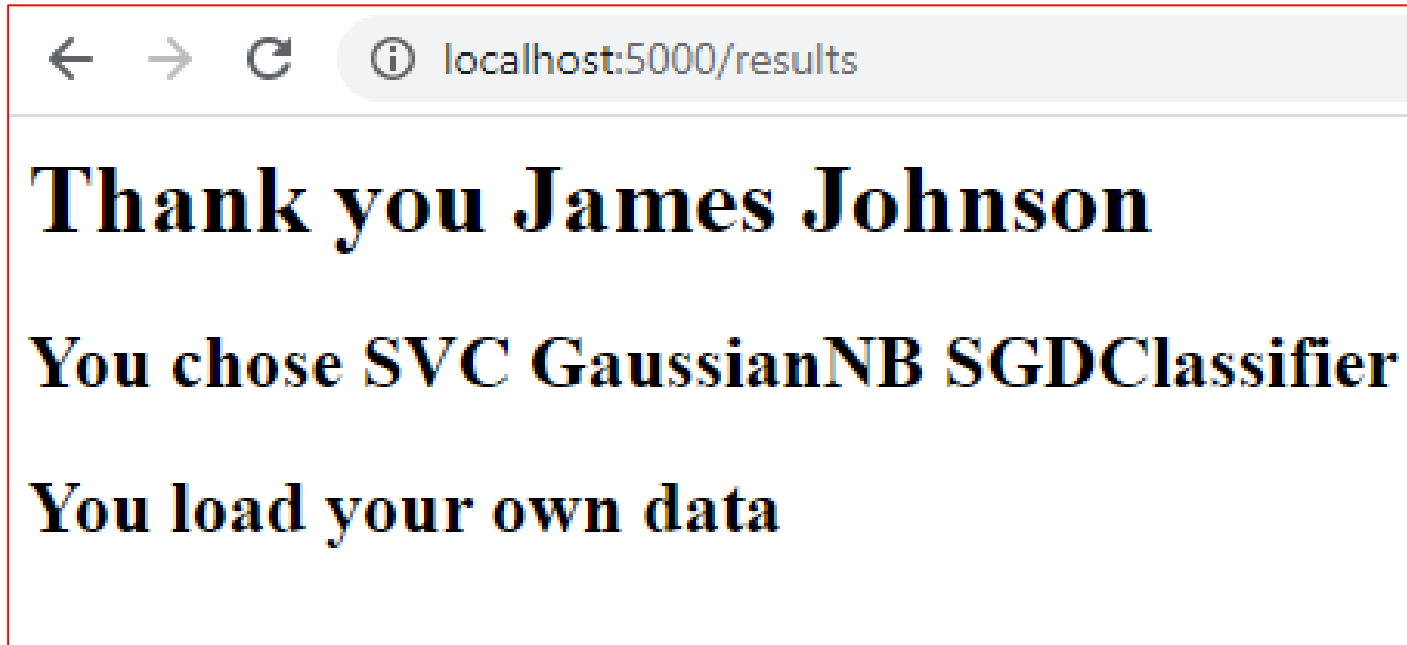 localhost:5000/results
Thank you James Johnson
You chose SVC GaussianNB SGDClassifier
You load your own data